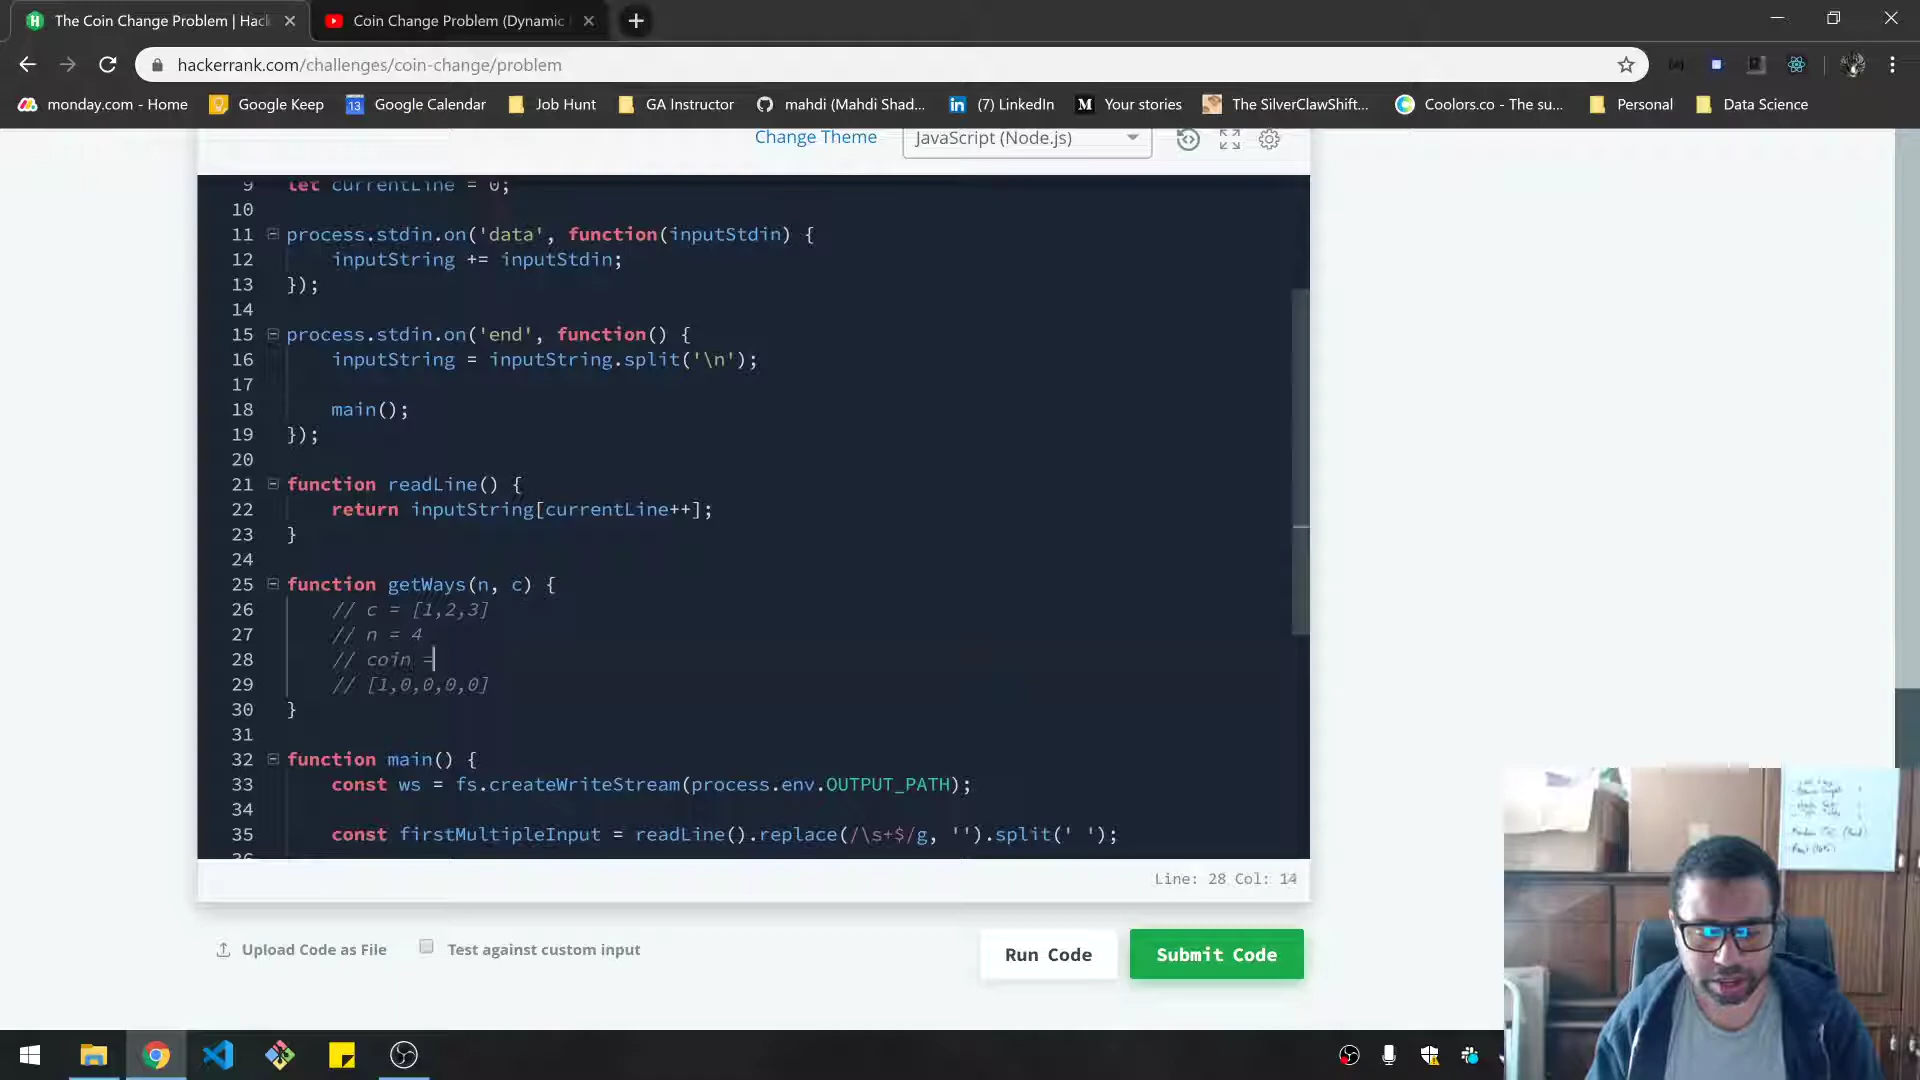 The Coin Change Problem | Hac
Coin Change Problem (Dynamic
hackerrank.com/challenges/coin-change/problem
monday.com - Home
Google Keep
13
Google Calendar
Job Hunt
GA Instructor
mahdi (Mahdi Shad...
(7) LinkedIn
M
Your stories
The SilverClawShift...
Coolors.co - The su...
Personal
Data Science
Change Theme
JavaScript (Node.js)
9 let currentLine = 0;
10
11 process.stdin.on('data', function(inputStdin) {
12 inputString += inputStdin;
13 });
14
15 process.stdin.on('end', function() {
16 inputString = inputString.split('\n');
17
18 main();
19 });
20
21 function readLine() {
22 return inputString[currentLine++];
23 }
24
25 function getWays(n, c) {
26 // c = [1,2,3]
27 // n = 4
28 // coin =
29 // [1,0,0,0,0]
30 }
31
32 function main() {
33 const ws = fs.createWriteStream(process.env.OUTPUT_PATH);
34
35 const firstMultipleInput = readLine().replace(/\s+$/g, '').split(' ');
36
Line: 28 Col: 14
Upload Code as File
Test against custom input
Run Code
Submit Code